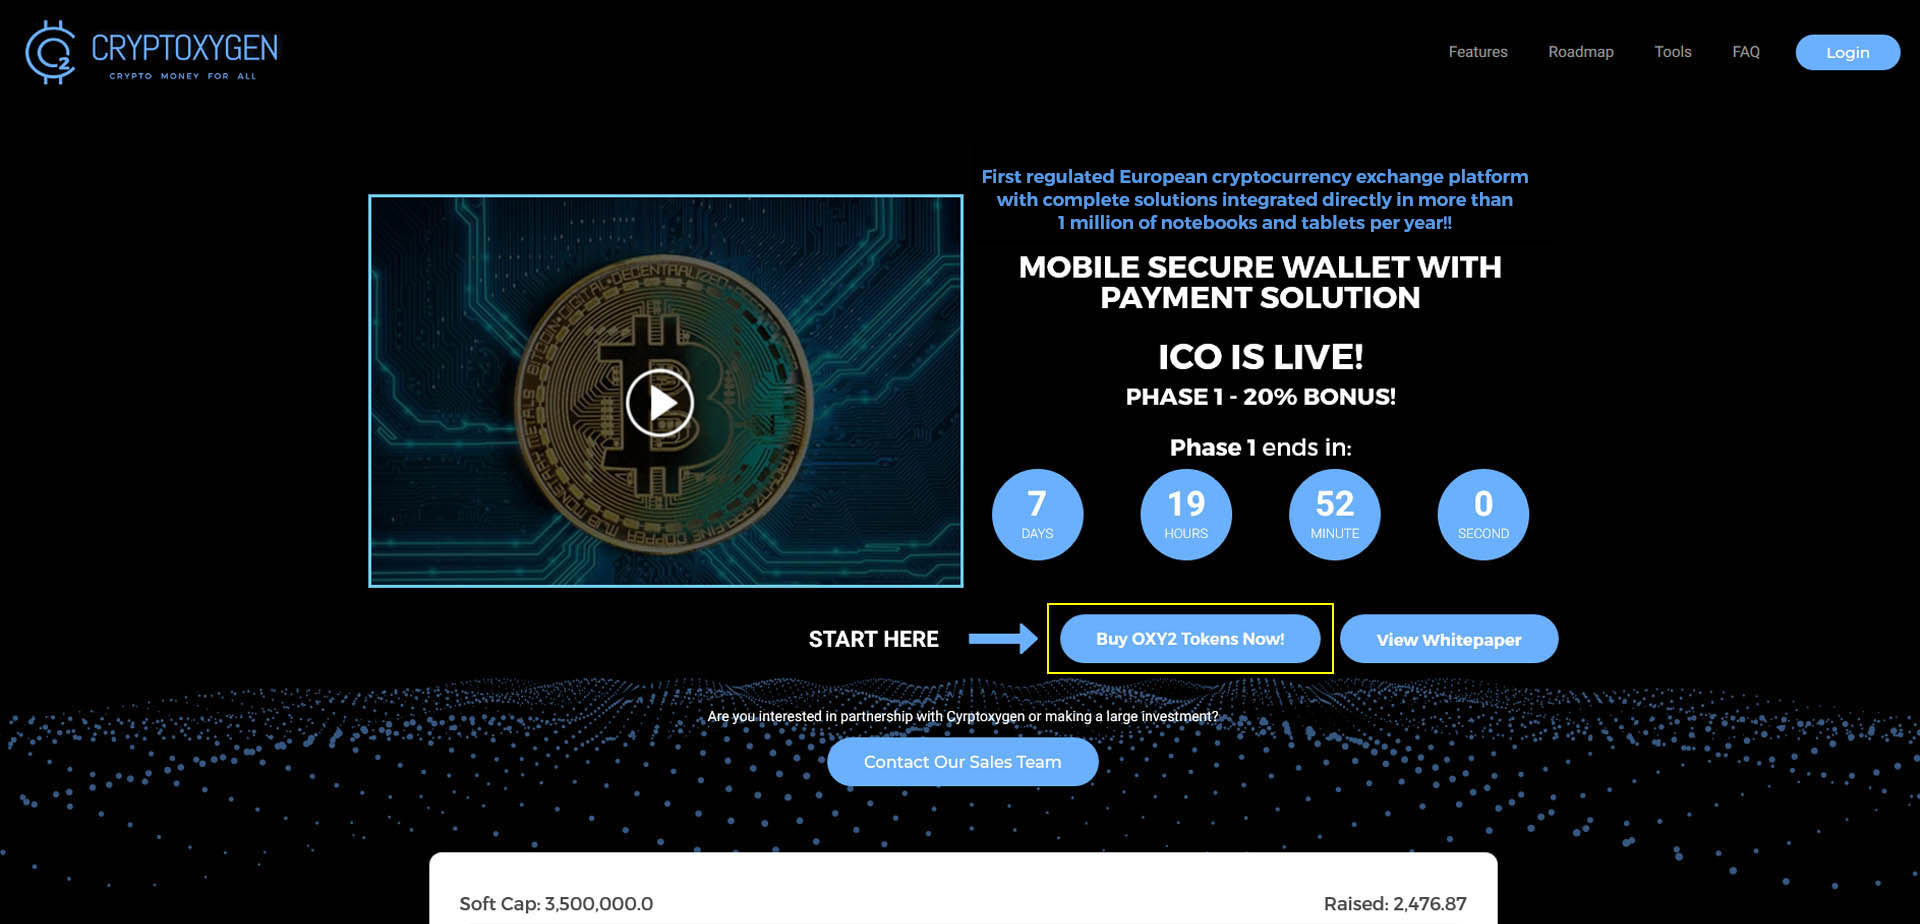 CRYPTOXYGEN
CRYPTO MONEY FOR ALL
Features
Roadmap
Tools
FAQ
Login
First regulated European cryptocurrency exchange platform
with complete solutions integrated directly in more than
1 million of notebooks and tablets per year!!
MOBILE SECURE WALLET WITH
PAYMENT SOLUTION
ICO IS LIVE!
PHASE 1 - 20% BONUS!
Phase 1 ends in:
7
DAYS
19
HOURS
52
MINUTE
0
SECOND
BITCOIN·DIGITAL·DECENTRALIZED
START HERE
Buy OXY2 Tokens Now!
View Whitepaper
Are you interested in partnership with Cyrptoxygen or making a large investment?
Contact Our Sales Team
Soft Cap: 3,500,000.0
Raised: 2,476.87